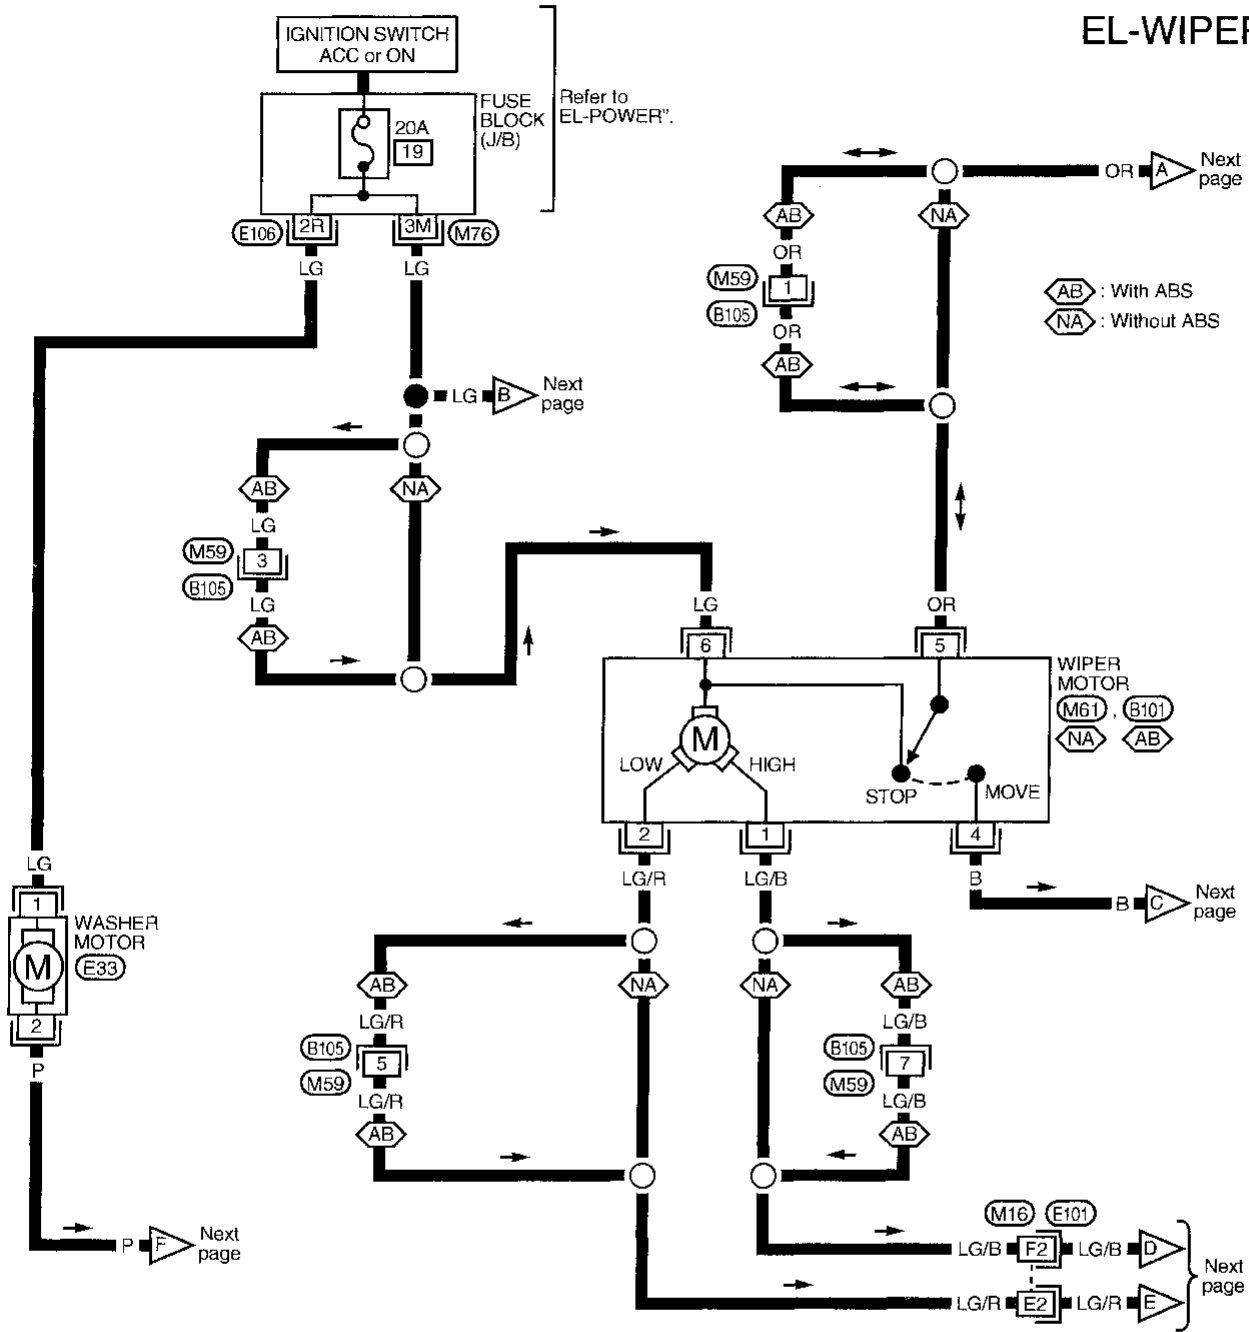 EL-WIPER
IGNITION SWITCH
ACC or ON
FUSE
BLOCK
(J/B)
Refer to
EL-POWER".
20A
19
E106
2R
3M
M76
LG
LG
OR
A
Next
page
AB
NA
OR
M59
1
B105
OR
AB
AB : With ABS
NA : Without ABS
LG
B
Next
page
AB
NA
LG
M59
3
B105
LG
AB
LG
OR
6
5
WIPER
MOTOR
M61 , B101
NA
AB
M
LOW
HIGH
STOP
MOVE
2
1
4
LG/R
LG/B
B
B
C
Next
page
LG
1
WASHER
MOTOR
E33
M
2
P
AB
NA
NA
AB
LG/R
LG/B
B105
5
M59
B105
7
M59
LG/R
LG/B
AB
AB
P
F
Next
page
M16
E101
LG/B
F2
LG/B
D
LG/R
E2
LG/R
E
Next
page